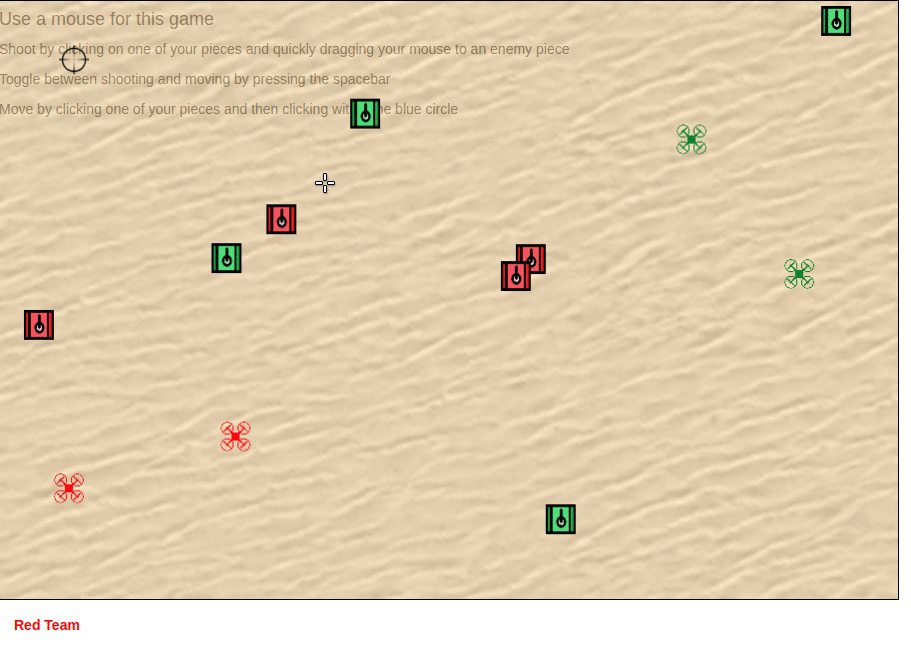 Use a mouse for this game
Shoot by clicking on one of your pieces and quickly dragging your mouse to an enemy piece
Toggle between shooting and moving by pressing the spacebar
Move by clicking one of your pieces and then clicking blue circle
Red Team